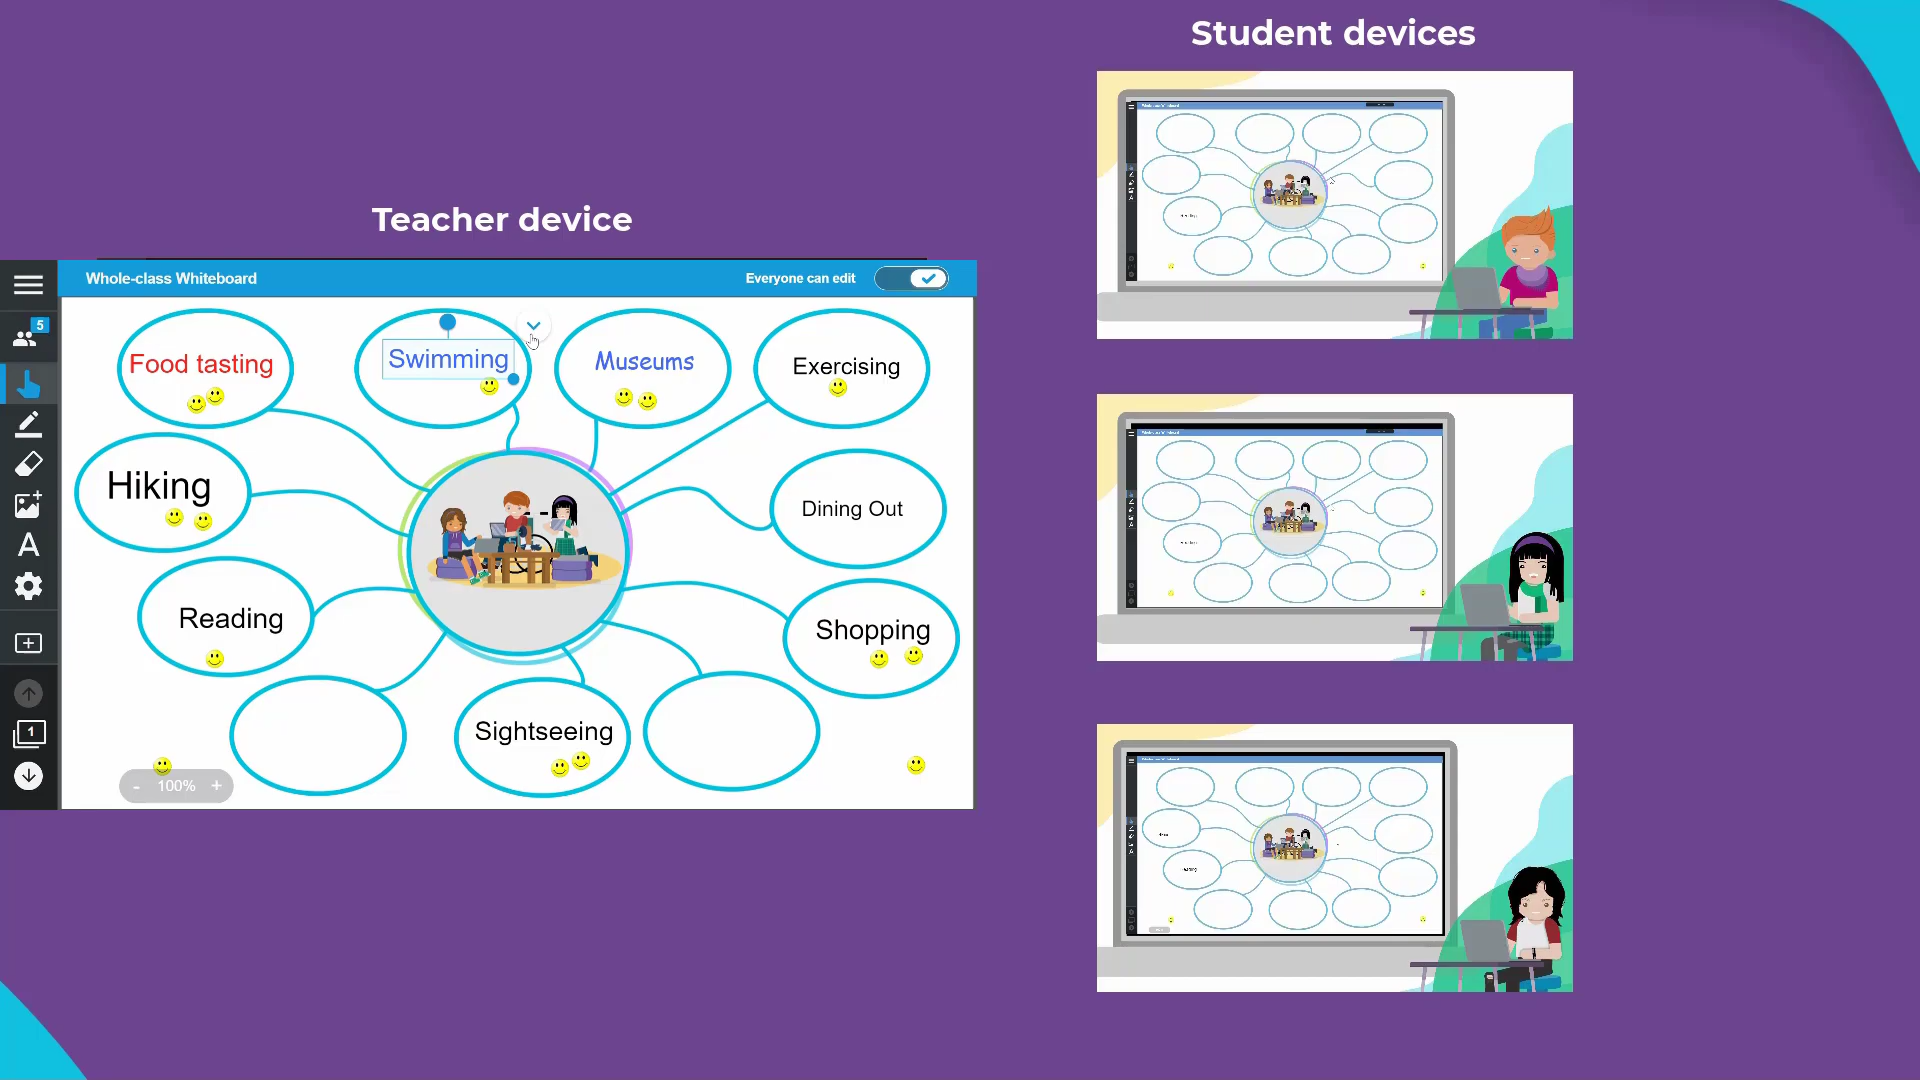 Student devices
Teacher device
Whole-class Whiteboard
Everyone can edit
5
Food tasting
Swimming
Museums
Exercising
Hiking
Dining Out
Reading
Shopping
Sightseeing
A
1
- 100% +